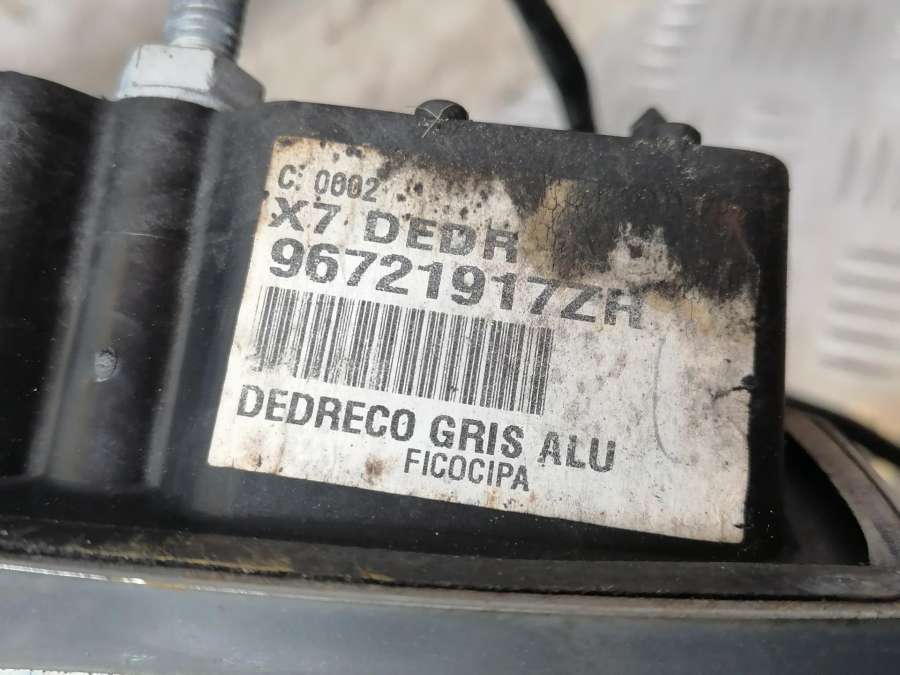 C: 0002
X7 DEDR
96721917ZR
DEDRECO GRIS ALU
FICOCIPA